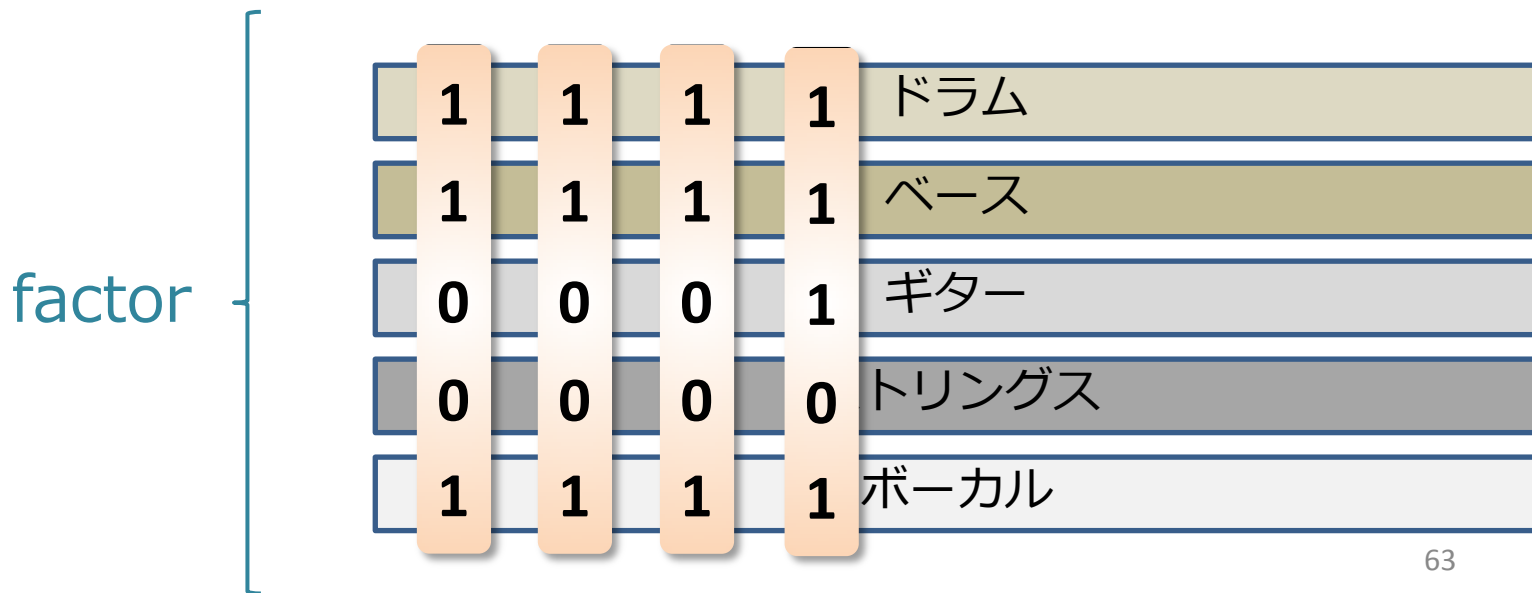 1 1 1 1 ドラム
1 1 1 1 ベース
factor 0 0 0 1 ギター
0 0 0 0 トリングス
1 1 1 1 ボーカル
63